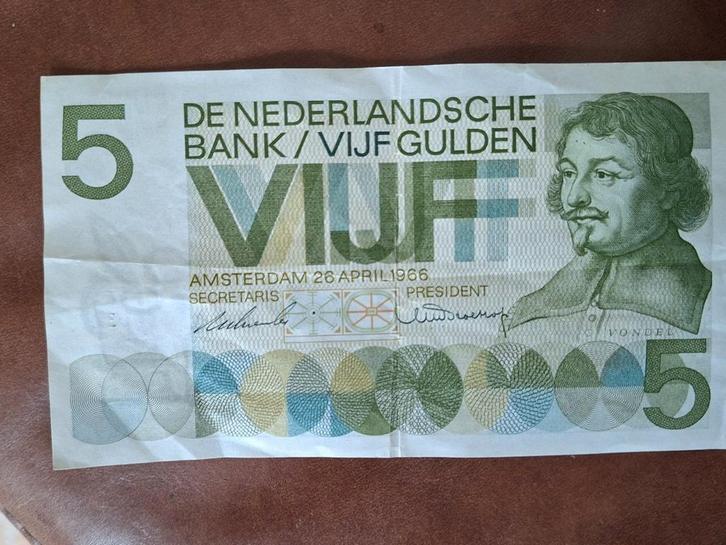 5
DE NEDERLANDSCHE
BANK / VIJF GULDEN
VIJF
AMSTERDAM 26 APRIL 1966
SECRETARIS PRESIDENT
VONDEL
5